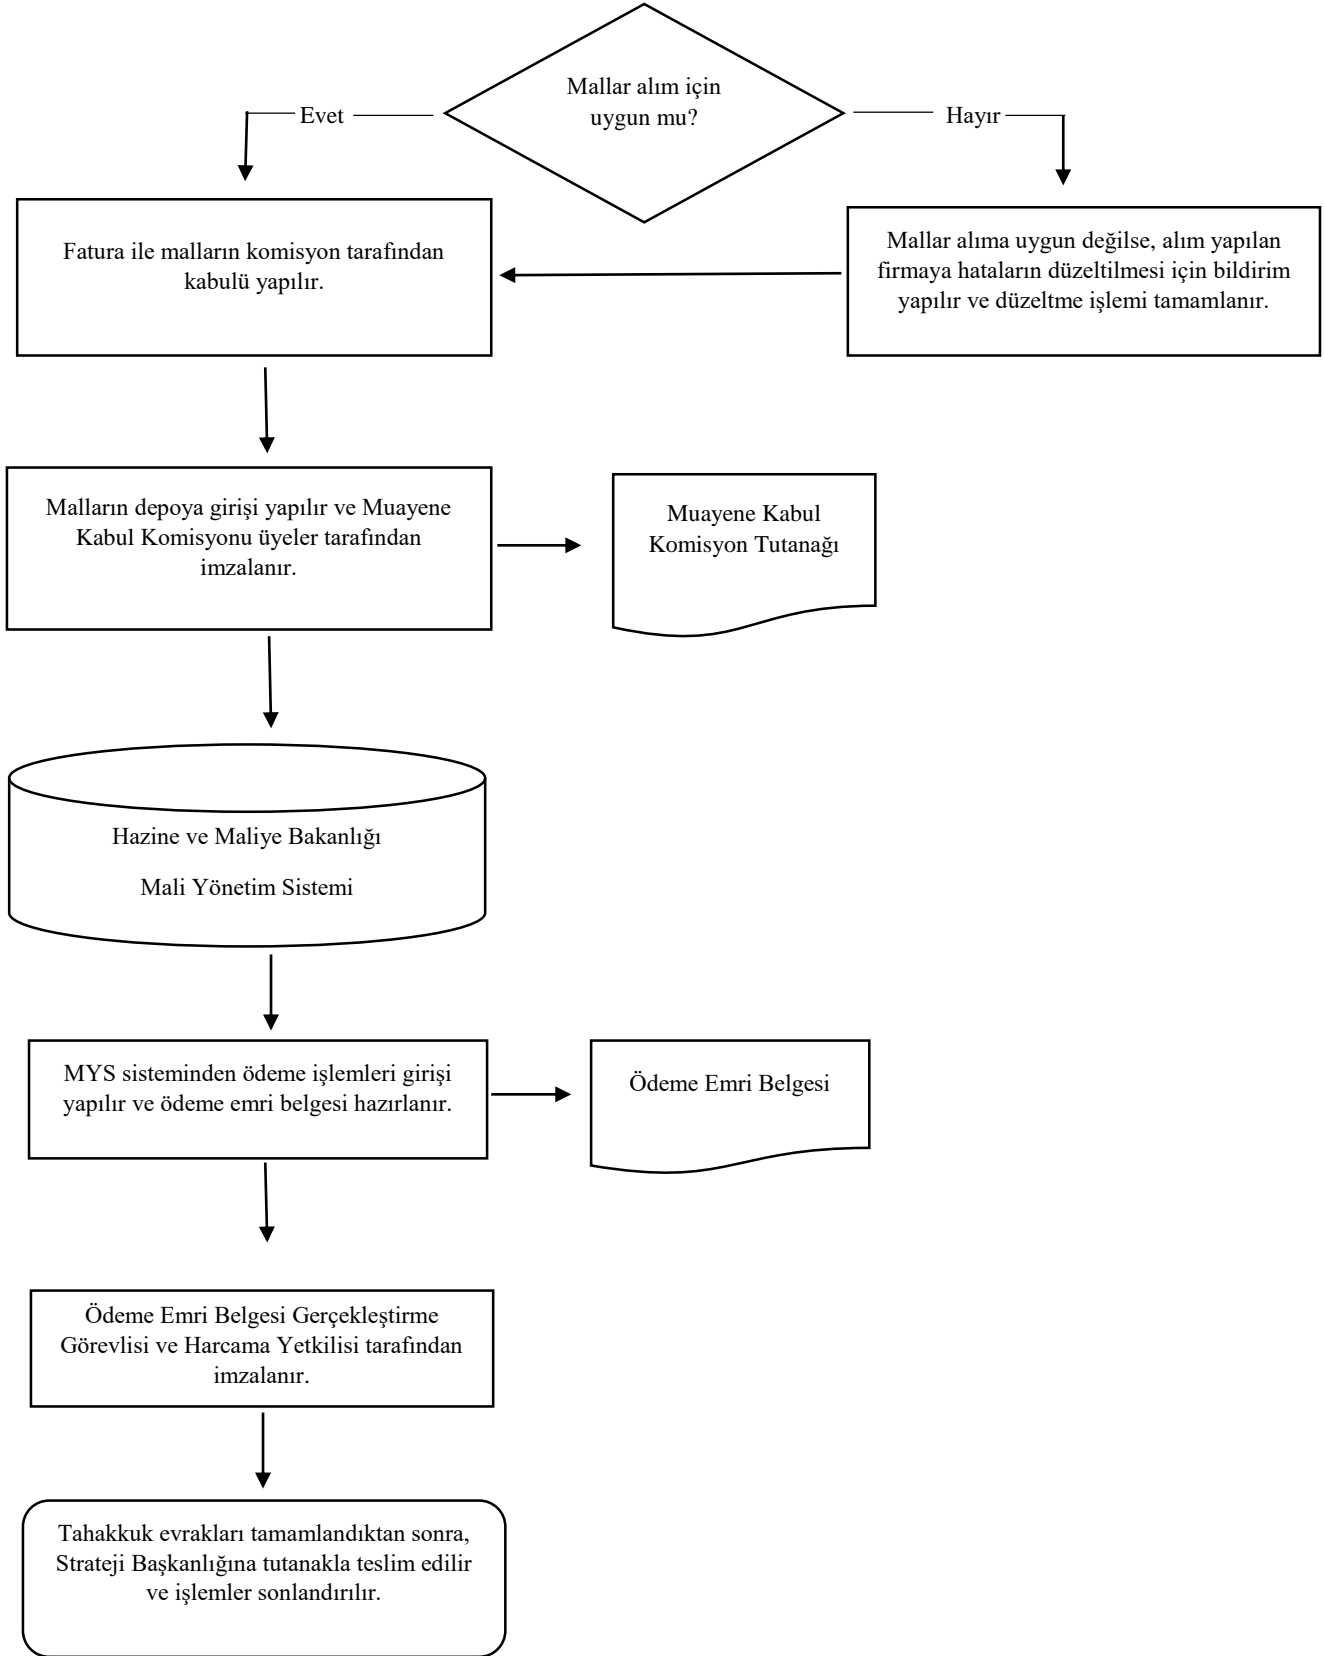 Mallar alım için
uygun mu?
Evet
Hayır
Fatura ile malların komisyon tarafından
kabulü yapılır.
Mallar alıma uygun değilse, alım yapılan
firmaya hataların düzeltilmesi için bildirim
yapılır ve düzeltme işlemi tamamlanır.
Malların depoya girişi yapılır ve Muayene
Kabul Komisyonu üyeler tarafından
imzalanır.
Muayene Kabul
Komisyon Tutanağı
Hazine ve Maliye Bakanlığı
Mali Yönetim Sistemi
MYS sisteminden ödeme işlemleri girişi
yapılır ve ödeme emri belgesi hazırlanır.
Ödeme Emri Belgesi
Ödeme Emri Belgesi Gerçekleştirme
Görevlisi ve Harcama Yetkilisi tarafından
imzalanır.
Tahakkuk evrakları tamamlandıktan sonra,
Strateji Başkanlığına tutanakla teslim edilir
ve işlemler sonlandırılır.